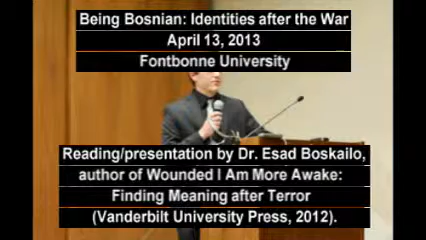 Being Bosnian: Identities after the War
April 13, 2013
Fontbonne University
Reading/presentation by Dr. Esad Boskailo,
author of Wounded I Am More Awake:
Finding Meaning after Terror
(Vanderbilt University Press, 2012).